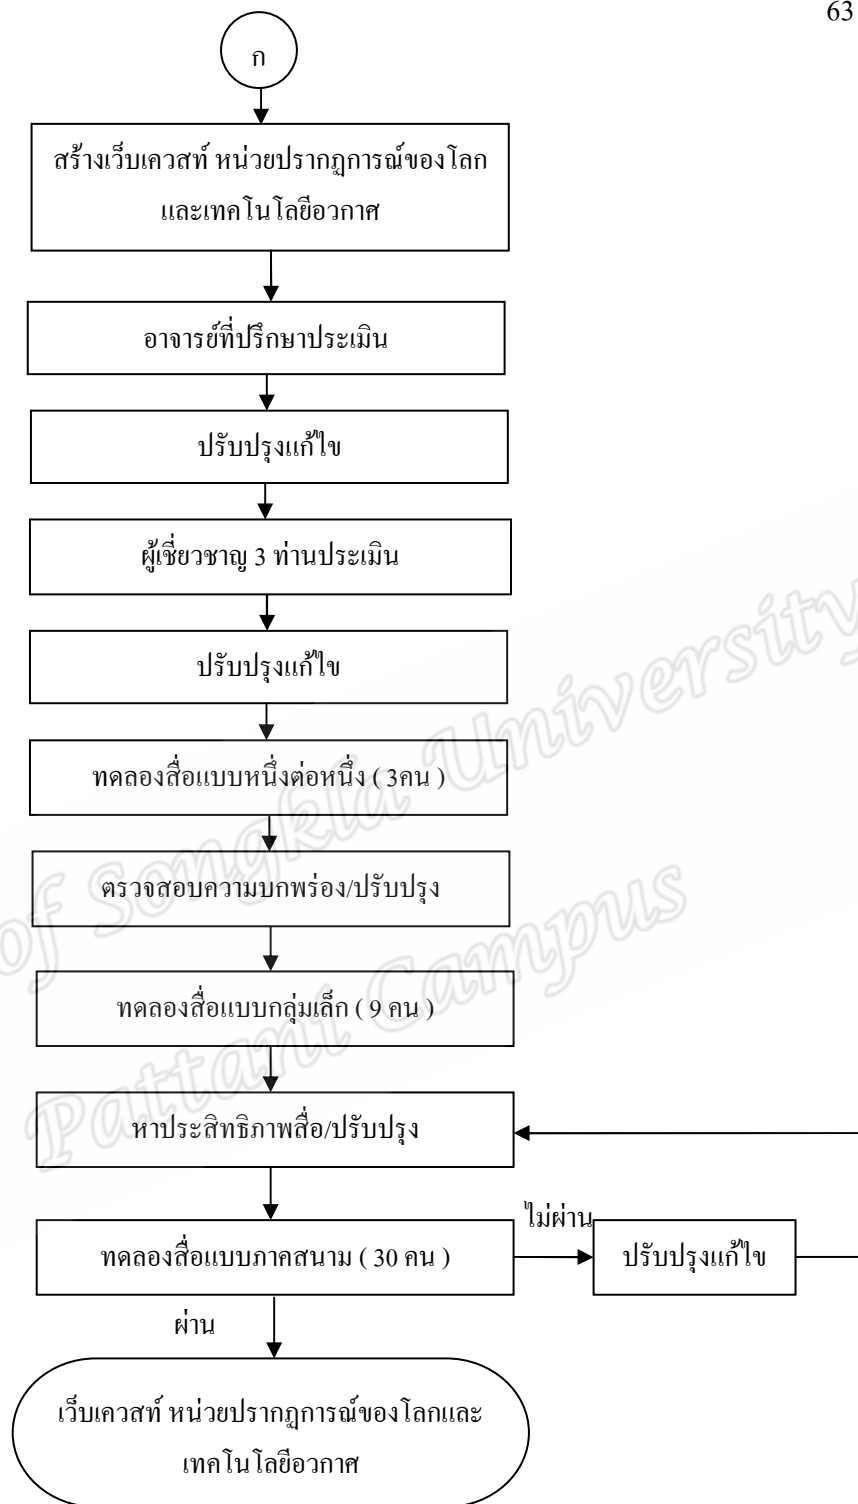 63
ก
สร้างเว็บเควสท์ หน่วยปรากฏการณ์ของโลก
และเทคโนโลยีอวกาศ
อาจารย์ที่ปรึกษาประเมิน
ปรับปรุงแก้ไข
ผู้เชี่ยวชาญ 3 ท่านประเมิน
ปรับปรุงแก้ไข
ทดลองสื่อแบบหนึ่งต่อหนึ่ง ( 3คน )
ตรวจสอบความบกพร่อง/ปรับปรุง
ทดลองสื่อแบบกลุ่มเล็ก ( 9 คน )
หาประสิทธิภาพสื่อ/ปรับปรุง
ไม่ผ่าน
ทดลองสื่อแบบภาคสนาม ( 30 คน )
ปรับปรุงแก้ไข
ผ่าน
เว็บเควสท์ หน่วยปรากฏการณ์ของโลกและ
เทคโนโลยีอวกาศ
of Songkla University
Pattani Campus